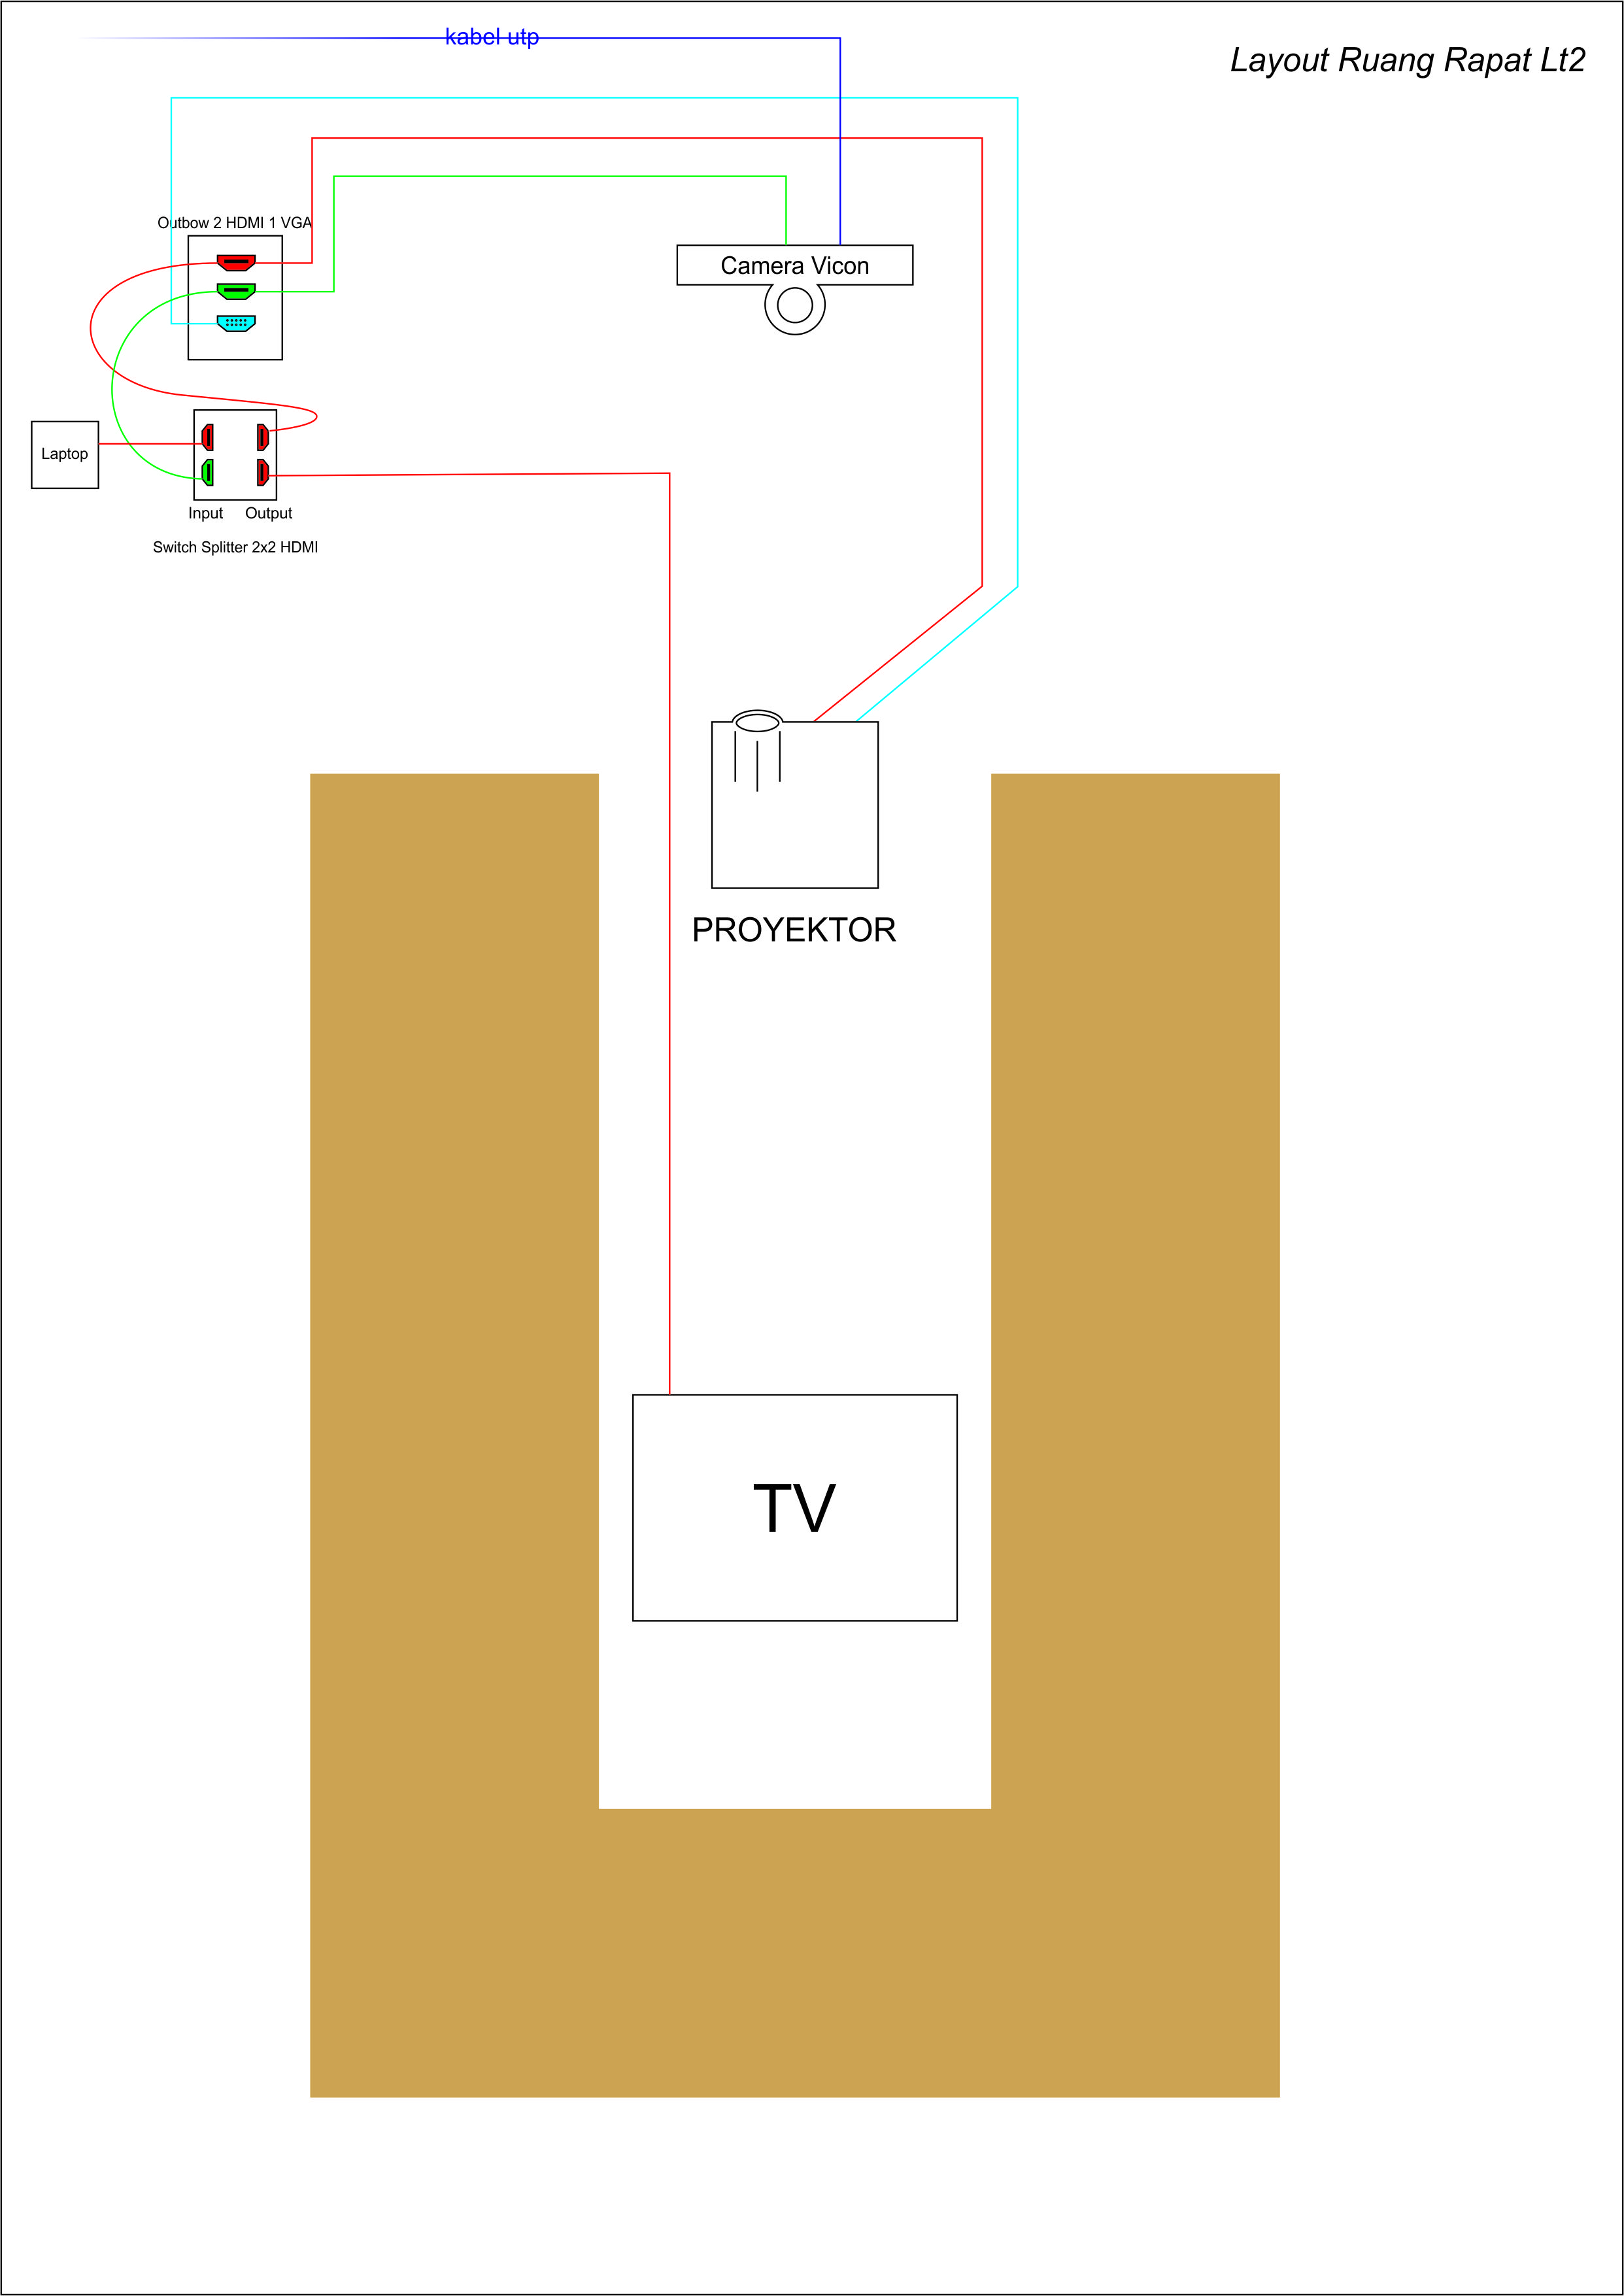 kabel utp
Layout Ruang Rapat Lt2
Outbow 2 HDMI 1 VGA
Camera Vicon
Laptop
Input Output
Switch Splitter 2x2 HDMI
PROYEKTOR
TV